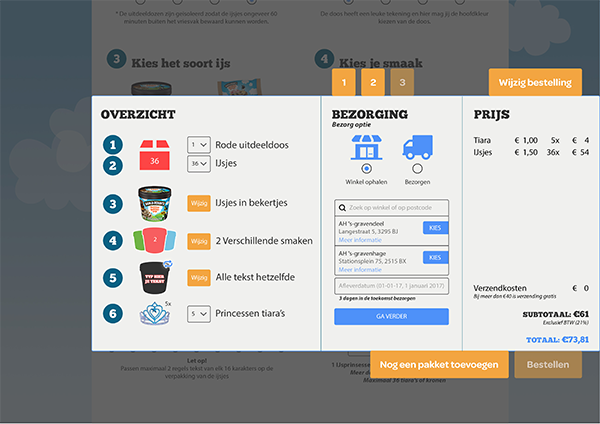 * De uitdeeldozen zijn geïsoleerd zodat de ijsjes ongeveer 60
minuten buiten het vriesvak bewaard kunnen worden.
De doos heeft een leuke tekening en hier mag jij de hoofdkleur
kiezen van de doos.
3 Kies het soort ijs
4 Kies je smaak
1 2 3
Wijzig bestelling
OVERZICHT
1
2
36
1 Rode uitdeeldoos
36 IJsjes
3
Wijzig IJsjes in bekertjes
4
2
Wijzig 2 Verschillende smaken
5
TYP HIER
JE TEKST
Wijzig Alle tekst hetzelfde
6
5x
5 Princessen tiara's
BEZORGING
Bezorg optie
Winkel ophalen
Bezorgen
Zoek op winkel of op postcode
AH 's-gravendeel
Langestraat 5, 3295 BJ
Meer informatie
KIES
AH 's-gravenhage
Stationsplein 75, 2515 BX
Meer informatie
KIES
Afleverdatum (01-01-17, 1 januari 2017)
3 dagen in de toekomst bezorgen
GA VERDER
PRIJS
Tiara € 1,00 5x € 4
IJsjes € 1,50 36x € 54
Verzendkosten € 0
Bij meer dan €40 is verzending gratis
SUBTOTAAL: €61
Exclusief BTW (21%)
TOTAAL: €73,81
Nog een pakket toevoegen
Bestellen
Let op!
Passen maximaal 2 regels tekst van elk 16 karakters op de
verpakking van de ijsjes
Maximaal 36 tiara's of kronen